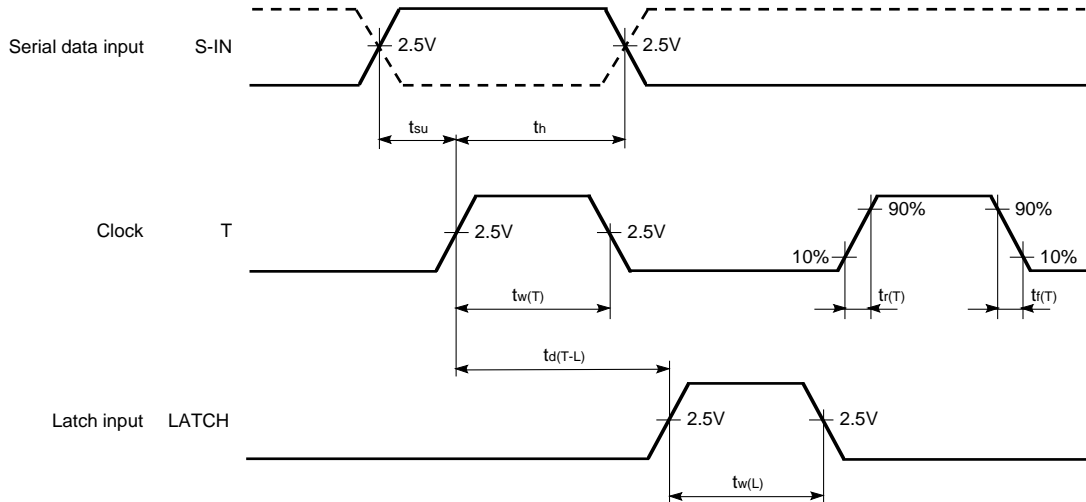 Serial data input S-IN 2.5V 2.5V
tsu th
Clock T 2.5V 2.5V 10% 90% 90% 10%
tw(T) tr(T) tf(T)
td(T-L)
Latch input LATCH 2.5V 2.5V
tw(L)